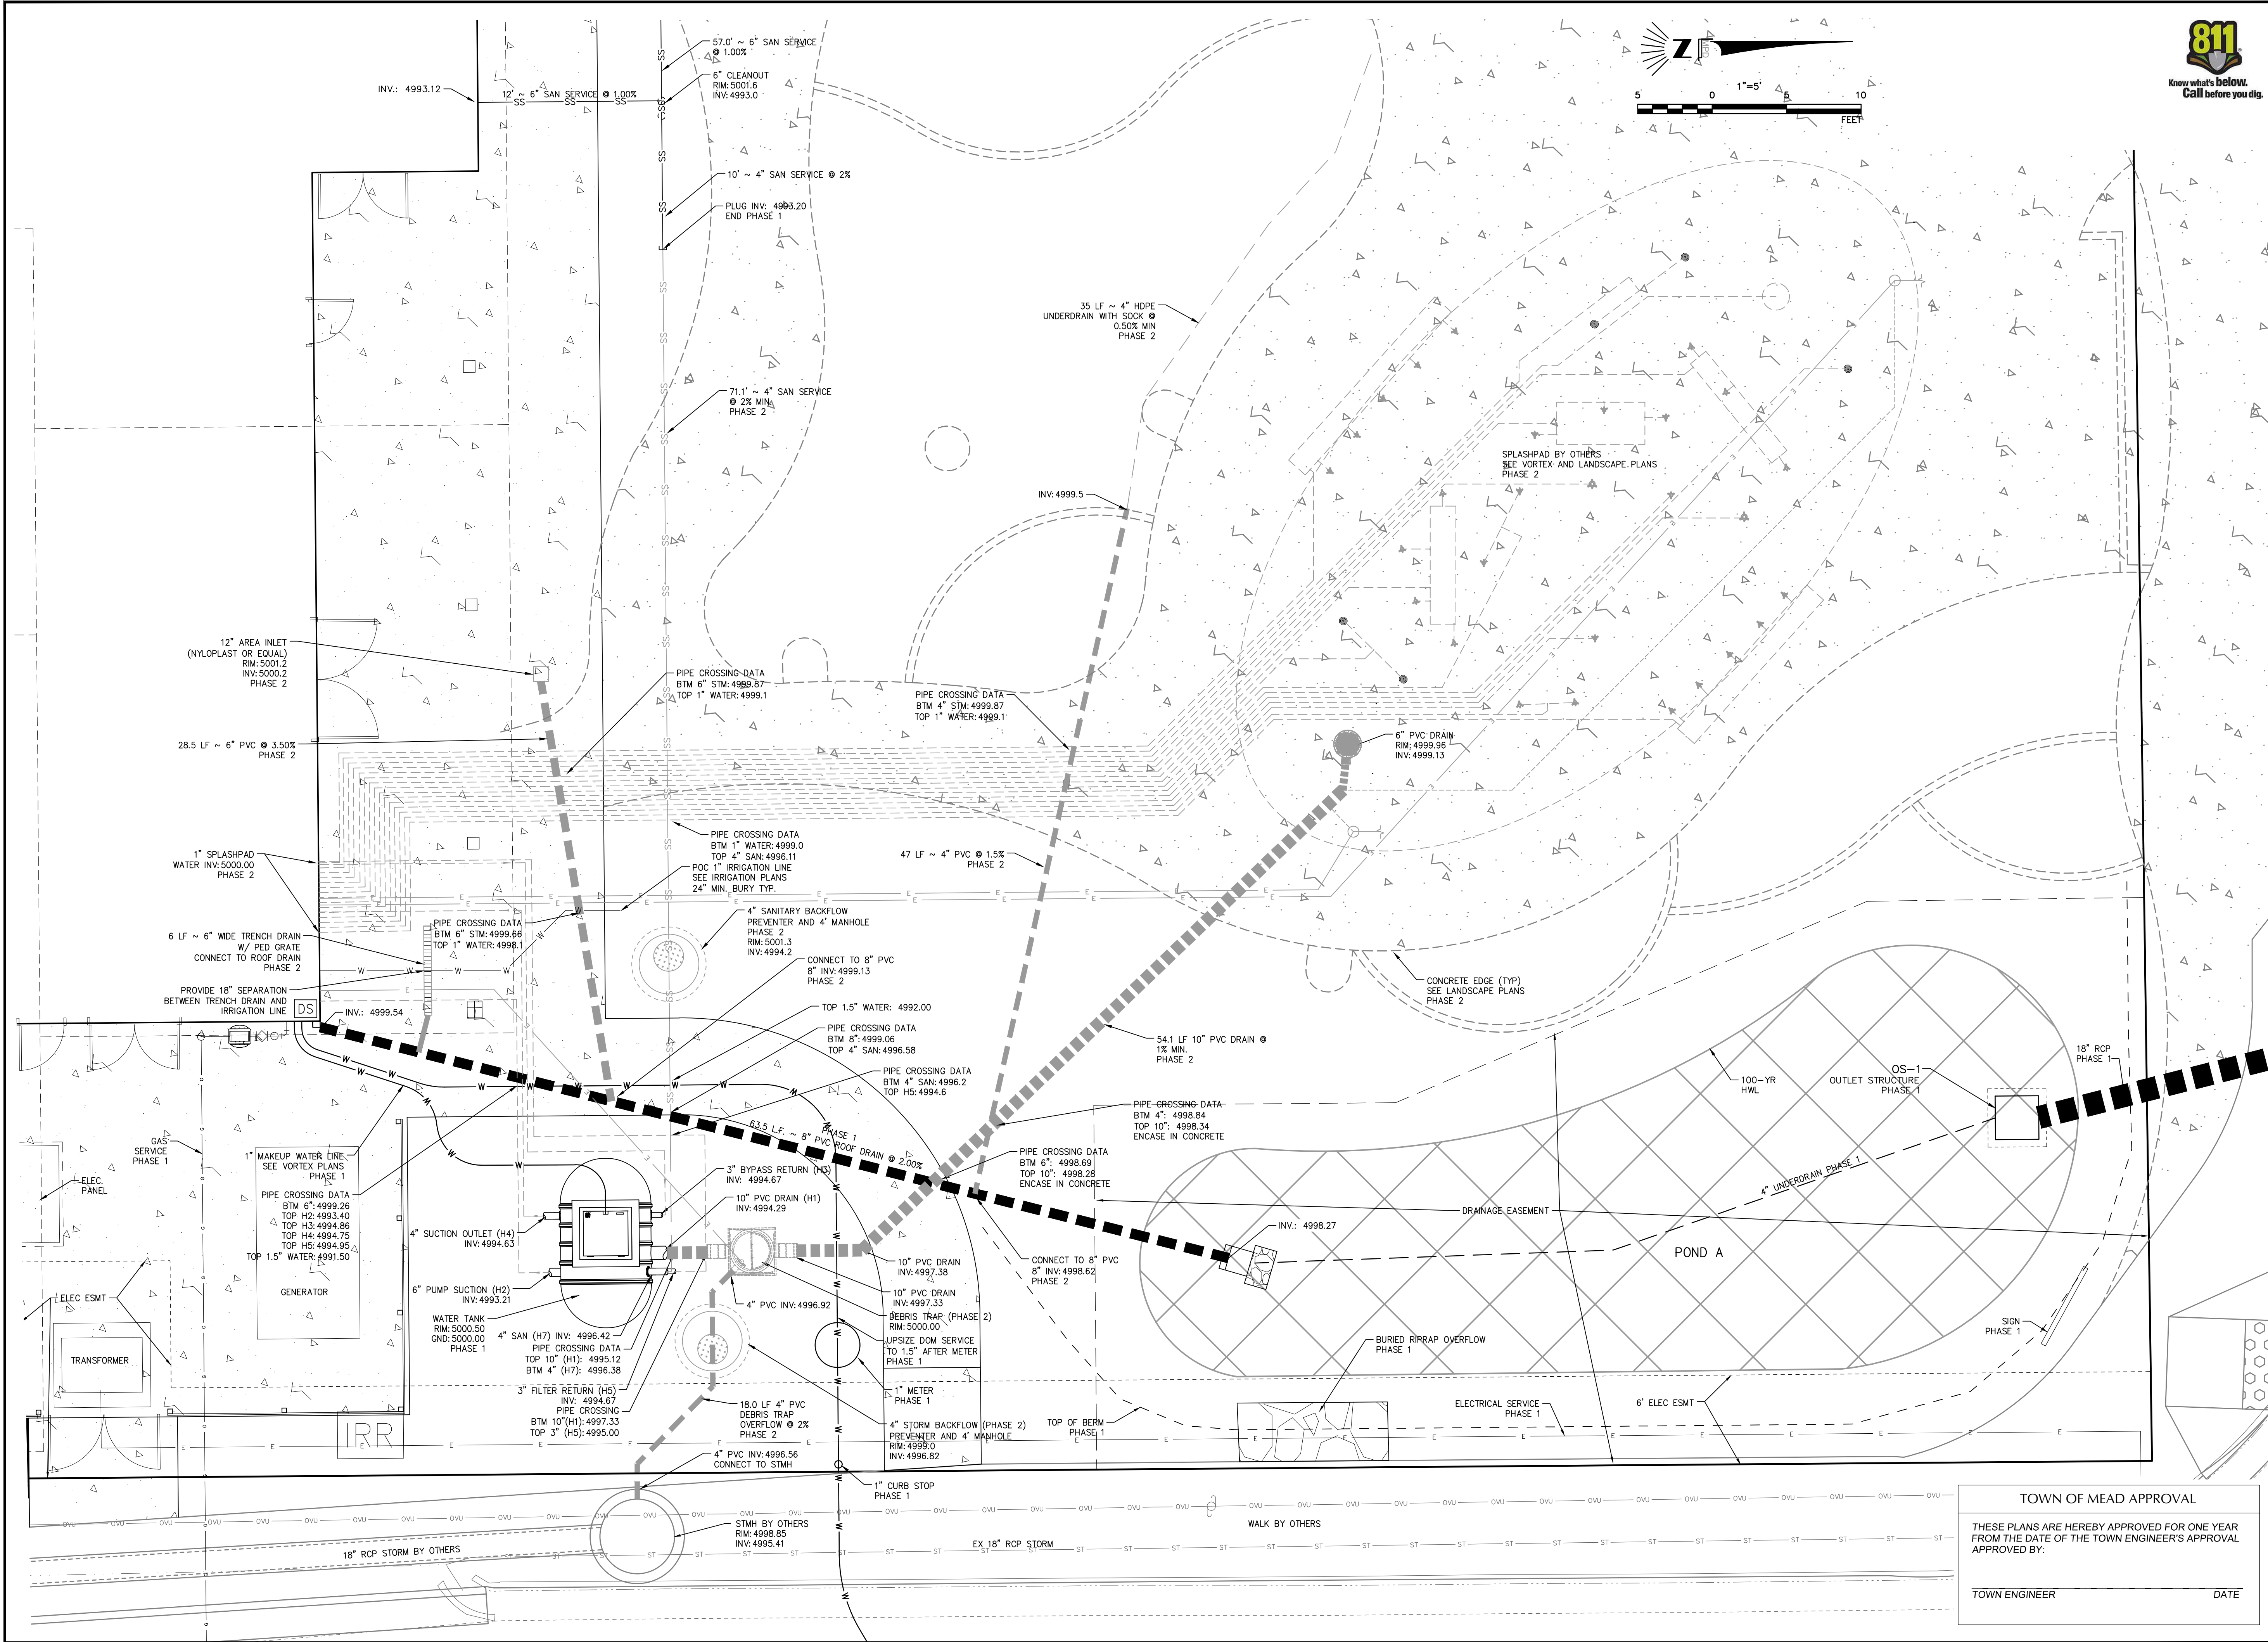 57.0' ~ 6" SAN SERVICE
@ 1.00%
6" CLEANOUT
RIM: 5001.6
INV: 4993.0
INV.: 4993.12
12' ~ 6" SAN SERVICE @ 1.00%
SS
SS
SS
10' ~ 4" SAN SERVICE @ 2%
PLUG INV: 4993.20
END PHASE 1
Z
1"=5'
5
0
5
10
FEET
811
Know what's below.
Call before you dig.
35 LF ~ 4" HDPE
UNDERDRAIN WITH SOCK @
0.50% MIN
PHASE 2
71.1' ~ 4" SAN SERVICE
@ 2% MIN
PHASE 2
SPLASHPAD BY OTHERS
SEE VORTEX AND LANDSCAPE PLANS
PHASE 2
INV: 4999.5
12" AREA INLET
(NYLOPLAST OR EQUAL)
RIM: 5001.2
INV: 5000.2
PHASE 2
PIPE CROSSING DATA
BTM 6" STM: 4999.87
TOP 1" WATER: 4999.1
PIPE CROSSING DATA
BTM 4" STM: 4999.87
TOP 1" WATER: 4999.1
28.5 LF ~ 6" PVC @ 3.50%
PHASE 2
6" PVC DRAIN
RIM: 4999.96
INV: 4999.13
1" SPLASHPAD
WATER INV: 5000.00
PHASE 2
PIPE CROSSING DATA
BTM 1" WATER: 4999.0
TOP 4" SAN: 4996.11
POC 1" IRRIGATION LINE
SEE IRRIGATION PLANS
24" MIN. BURY TYP.
47 LF ~ 4" PVC @ 1.5%
PHASE 2
PIPE CROSSING DATA
BTM 6" STM: 4999.66
TOP 1" WATER: 4998.1
4" SANITARY BACKFLOW
PREVENTER AND 4' MANHOLE
PHASE 2
RIM: 5001.3
INV: 4994.2
6 LF ~ 6" WIDE TRENCH DRAIN
W/ PED GRATE
CONNECT TO ROOF DRAIN
PHASE 2
CONNECT TO 8" PVC
8" INV: 4999.13
PHASE 2
CONCRETE EDGE (TYP)
SEE LANDSCAPE PLANS
PHASE 2
PROVIDE 18" SEPARATION
BETWEEN TRENCH DRAIN AND
IRRIGATION LINE
DS
INV.: 4999.54
TOP 1.5" WATER: 4992.00
PIPE CROSSING DATA
BTM 8": 4999.06
TOP 4" SAN: 4996.58
54.1 LF 10" PVC DRAIN @
1% MIN.
PHASE 2
18" RCP
PHASE 1
PIPE CROSSING DATA
BTM 4" SAN: 4996.2
TOP H5: 4994.6
OS-1
OUTLET STRUCTURE
PHASE 1
100-YR
HWL
PIPE CROSSING DATA
BTM 4": 4998.84
TOP 10": 4998.34
ENCASE IN CONCRETE
PHASE 1
63.5 L.F. ~ 8" PVC ROOF DRAIN @ 2.00%
GAS
SERVICE
PHASE 1
1" MAKEUP WATER LINE
SEE VORTEX PLANS
PHASE 1
PIPE CROSSING DATA
BTM 6": 4998.69
TOP 10": 4998.28
ENCASE IN CONCRETE
4" UNDERDRAIN PHASE 1
ELEC.
PANEL
3" BYPASS RETURN (H3)
INV: 4994.67
PIPE CROSSING DATA
BTM 6": 4999.26
TOP H2: 4993.40
TOP H3: 4994.86
TOP H4: 4994.75
TOP H5: 4994.95
TOP 1.5" WATER: 4991.50
10" PVC DRAIN (H1)
INV: 4994.29
DRAINAGE EASEMENT
INV.: 4998.27
4" SUCTION OUTLET (H4)
INV: 4994.63
POND A
CONNECT TO 8" PVC
8" INV: 4998.62
PHASE 2
10" PVC DRAIN
INV: 4997.38
6" PUMP SUCTION (H2)
INV: 4993.21
GENERATOR
10" PVC DRAIN
INV: 4997.33
4" PVC INV: 4996.92
ELEC ESMT
DEBRIS TRAP (PHASE 2)
RIM: 5000.00
WATER TANK
RIM: 5000.50
GND: 5000.00
PHASE 1
SIGN
PHASE 1
4" SAN (H7) INV: 4996.42
PIPE CROSSING DATA
TOP 10" (H1): 4995.12
BTM 4" (H7): 4996.38
UPSIZE DOM SERVICE
TO 1.5" AFTER METER
PHASE 1
BURIED RIPRAP OVERFLOW
PHASE 1
TRANSFORMER
3" FILTER RETURN (H5)
INV: 4994.67
PIPE CROSSING
BTM 10"(H1): 4997.33
TOP 3" (H5): 4995.00
1" METER
PHASE 1
18.0 LF 4" PVC
DEBRIS TRAP
OVERFLOW @ 2%
PHASE 2
ELECTRICAL SERVICE
PHASE 1
6' ELEC ESMT
TOP OF BERM
PHASE 1
4" STORM BACKFLOW (PHASE 2)
PREVENTER AND 4' MANHOLE
RIM: 4999.0
INV: 4996.82
IRR
4" PVC INV: 4996.56
CONNECT TO STMH
1" CURB STOP
PHASE 1
STMH BY OTHERS
RIM: 4998.85
INV: 4995.41
WALK BY OTHERS
18" RCP STORM BY OTHERS
EX 18" RCP STORM
TOWN OF MEAD APPROVAL
THESE PLANS ARE HEREBY APPROVED FOR ONE YEAR
FROM THE DATE OF THE TOWN ENGINEER'S APPROVAL
APPROVED BY:
TOWN ENGINEER DATE